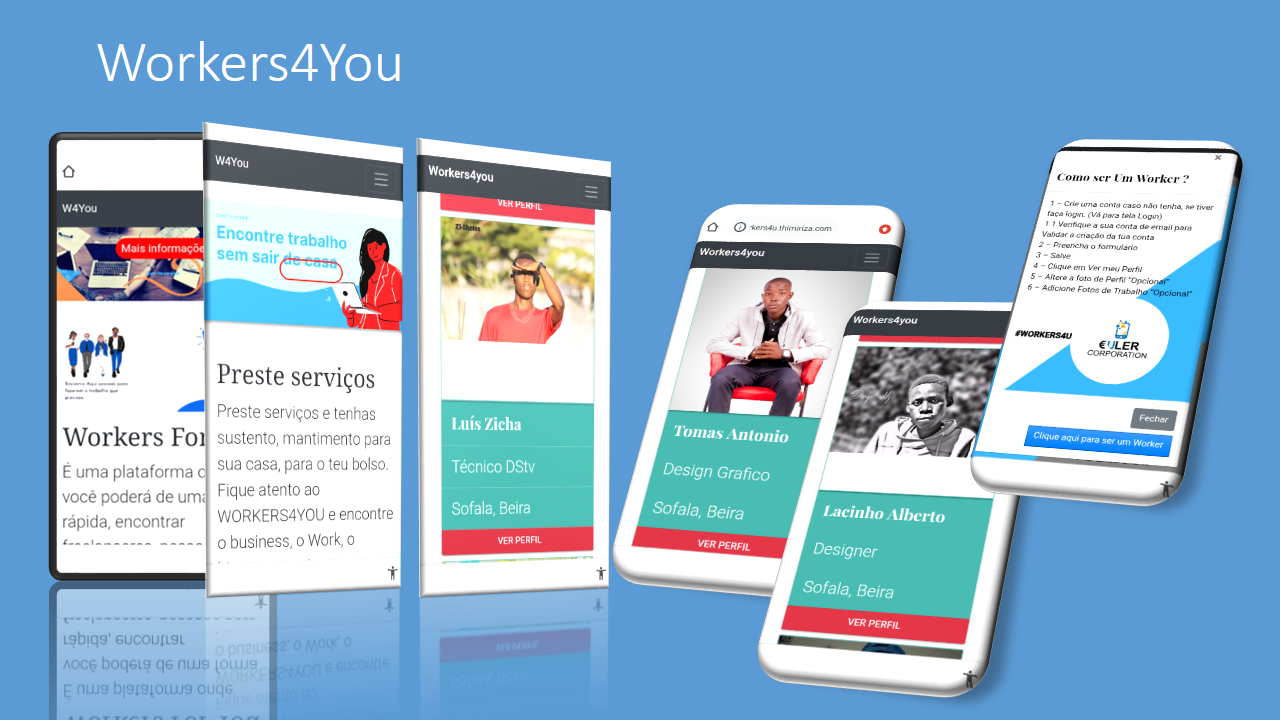 Workers4You
W4You
Mais informaçõe
Workers For
É uma plataforma d
você poderá de uma
rápida, encontrar
W4You
Encontre trabalho
sem sair de casa
Preste serviços
Preste serviços e tenhas
sustento, mantimento para
sua casa, para o teu bolso.
Fique atento ao
WORKERS4YOU e encontre
o business, o Work, o
Workers4you
VER PERFIL
Luís Zicha
Técnico DStv
Sofala, Beira
VER PERFIL
kers4u.thimiriza.com
Workers4you
Tomas Antonio
Design Grafico
Sofala, Beira
VER PERFIL
Workers4you
Lacinho Alberto
Designer
Sofala, Beira
VER PERFIL
Como ser Um Worker ?
1 – Crie uma conta caso não tenha, se tiver
faça login. (Vá para tela Login)
1.1 Verifique a sua conta de email para
Validar a criação da tua conta
2 – Preencha o formulário
3 – Salve
4 – Clique em Ver meu Perfil
5 – Altere a foto de Perfil "Opcional"
6 – Adicione Fotos de Trabalho "Opcional"
#WORKERS4U
€ULER
CORPORATION
Fechar
Clique aqui para ser um Worker